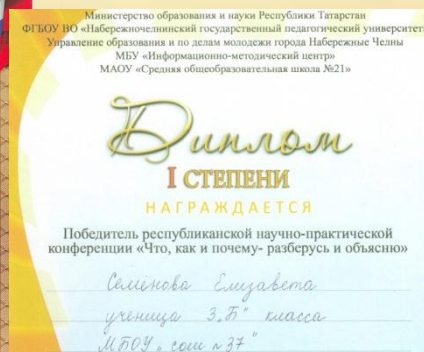 Министерство образования и науки Республики Татарстан
ФГБОУ ВО «Набережночелнинский государственный педагогический университет»
Управление образования и по делам молодежи города Набережные Челны
МБУ «Информационно-методический центр»
МАОУ «Средняя общеобразовательная школа №21»
Диплом
I СТЕПЕНИ
НАГРАЖДАЕТСЯ
Победитель республиканской научно-практической
конференции «Что, как и почему- разберусь и объясню»
Семёнова Елизавета
ученица 3 „Б" класса
МБОУ „сош №37"